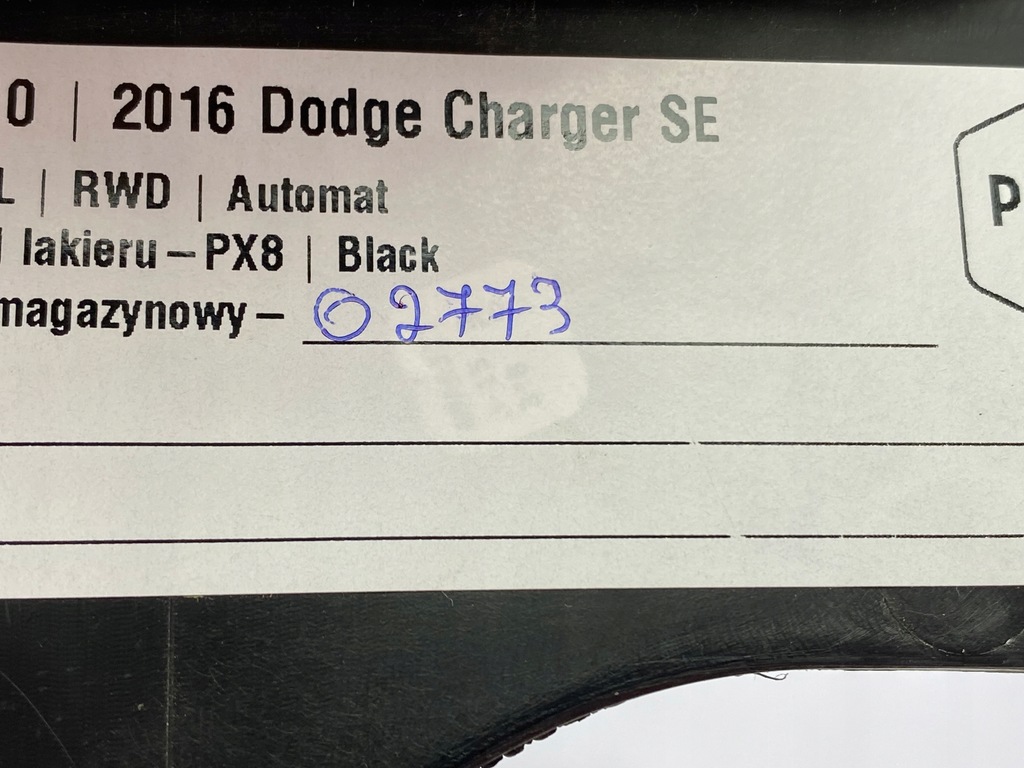 0 | 2016 Dodge Charger SE
L | RWD | Automat
lakieru – PX8 | Black
magazynowy – 02773
P